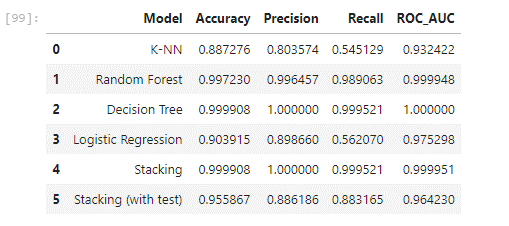 [99]:
Model Accuracy Precision Recall ROC_AUC
0 K-NN 0.887276 0.803574 0.545129 0.932422
1 Random Forest 0.997230 0.996457 0.989063 0.999948
2 Decision Tree 0.999908 1.000000 0.999521 1.000000
3 Logistic Regression 0.903915 0.898660 0.562070 0.975298
4 Stacking 0.999908 1.000000 0.999521 0.999951
5 Stacking (with test) 0.955867 0.886186 0.883165 0.964230